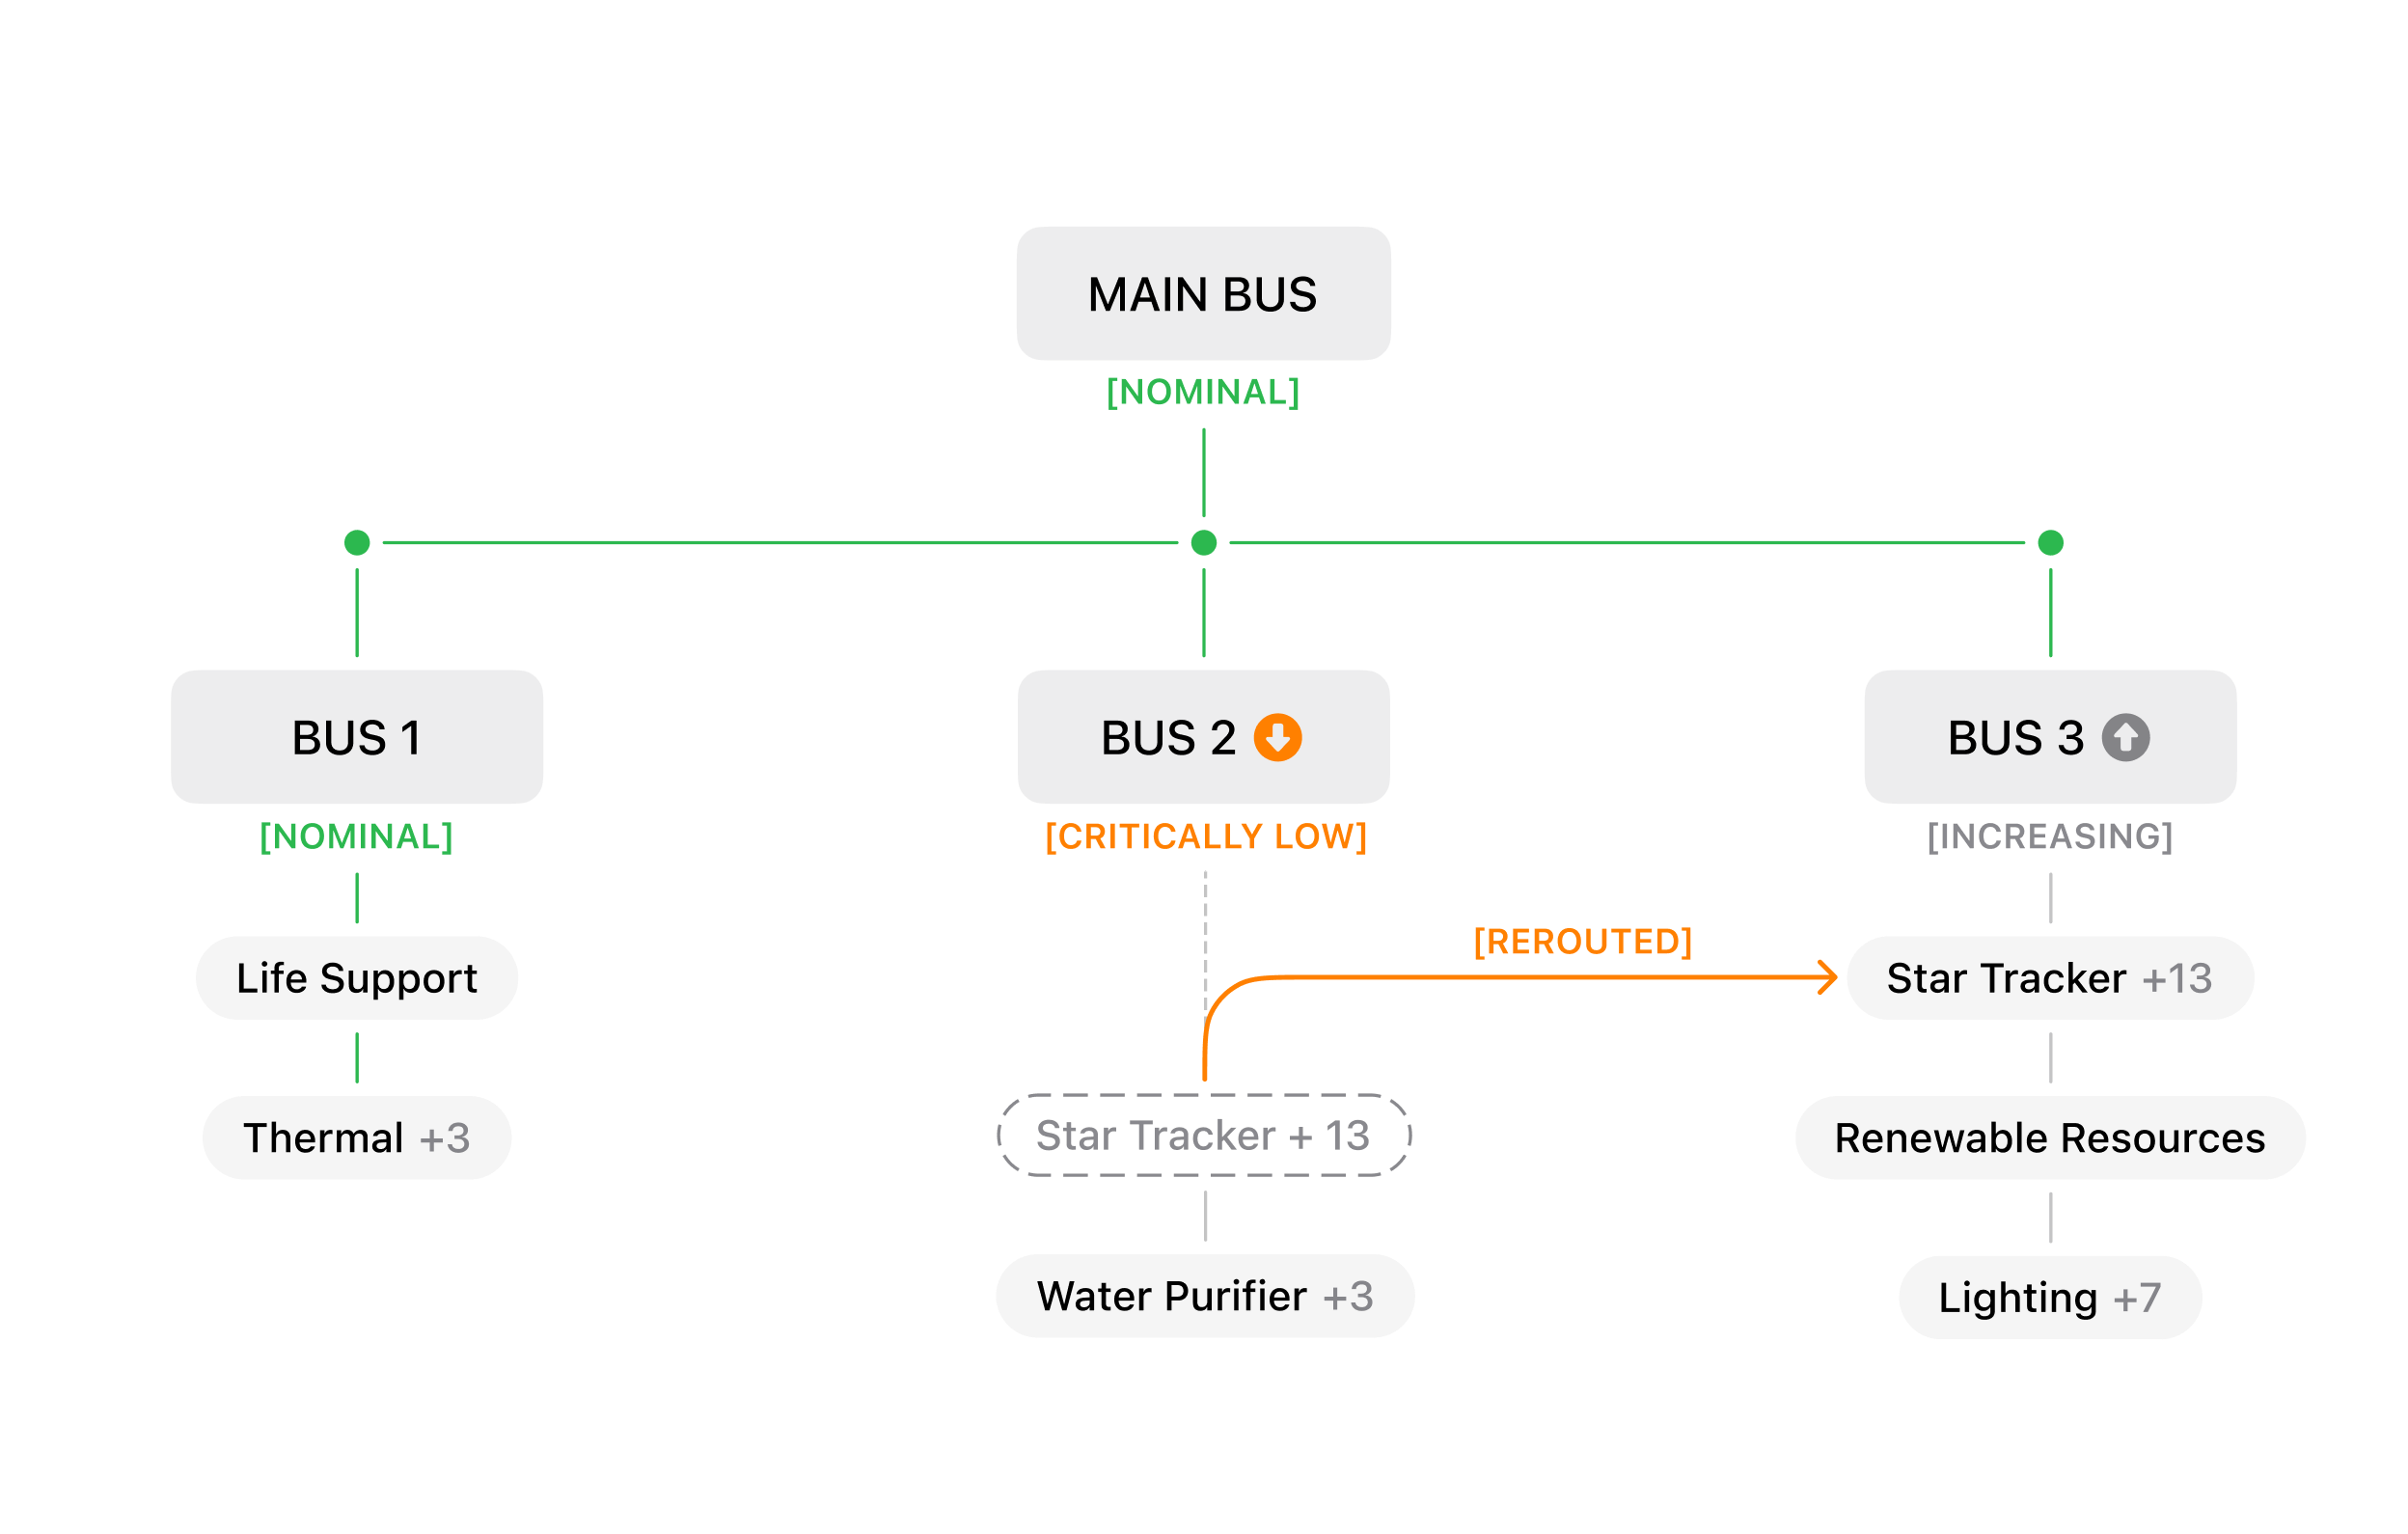 MAIN BUS
[NOMINAL]
BUS 1
[NOMINAL]
Life Support
Thermal +3
BUS 2
[CRITICALLY LOW]
[REROUTED]
Star Tracker + 13
Water Purifier +3
BUS 3
[INCREASING]
Star Tracker +13
Renewable Resources
Lighting +7